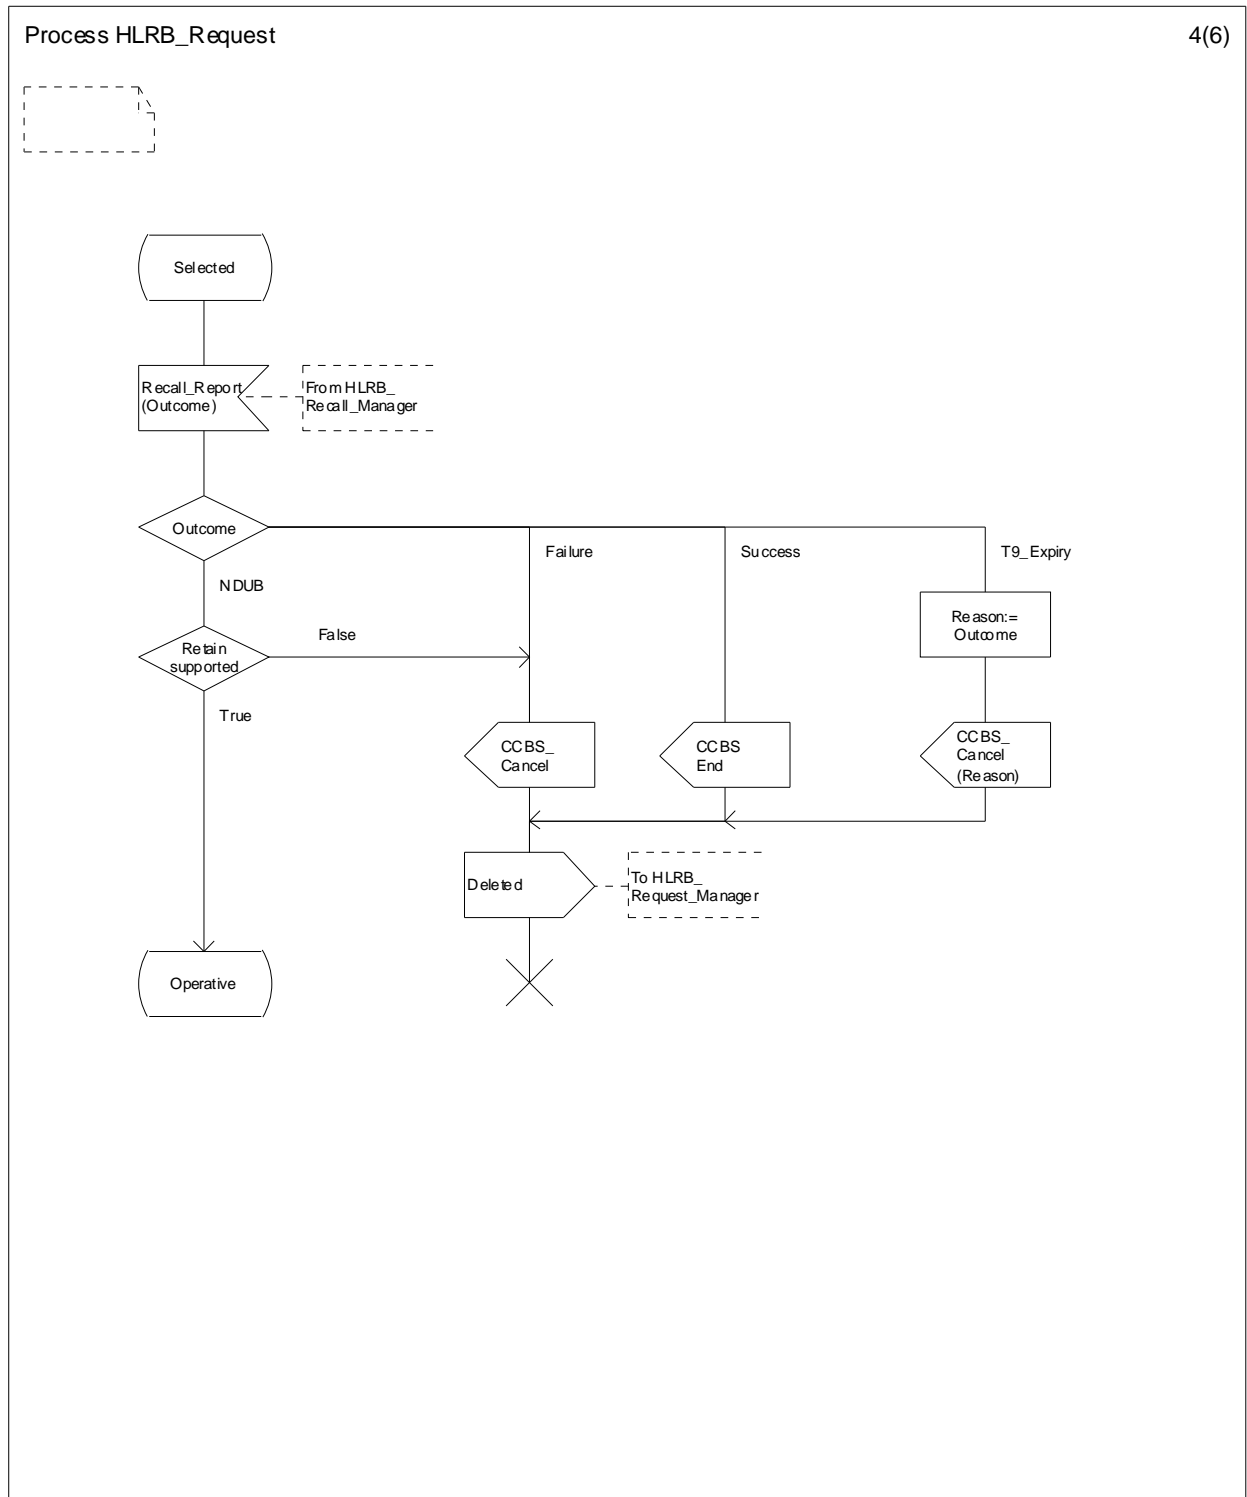 Process HLRB_Request
4(6)
Selected
Recall_Report
(Outcome)
From HLRB_
Recall_Manager
Outcome
Failure
Success
T9_Expiry
NDUB
Reason:=
Outcome
Retain
supported
False
True
CCBS_
Cancel
CCBS
End
CCBS_
Cancel
(Reason)
Deleted
To HLRB_
Request_Manager
Operative